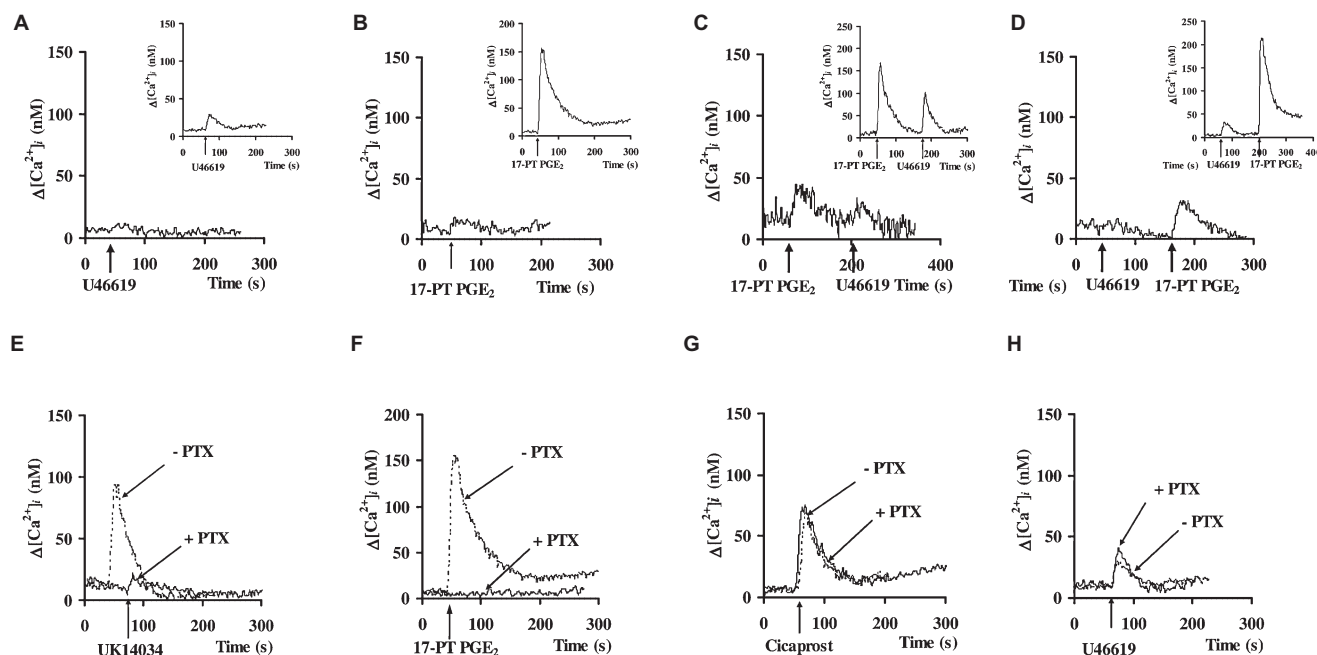 A
Δ[Ca²⁺]i (nM)
150
100
50
0
0 100 200 300
U46619
Time (s)
Δ[Ca²⁺]i (nM)
150
100
50
0
0 100 200 300
U46619
Time (s)
B
Δ[Ca²⁺]i (nM)
150
100
50
0
0 100 200 300
17-PT PGE₂
Time (s)
Δ[Ca²⁺]i (nM)
200
150
100
50
0
0 100 200 300
17-PT PGE₂
Time (s)
C
Δ[Ca²⁺]i (nM)
150
100
50
0
0 100 200 300 400
17-PT PGE₂ U46619 Time (s)
Δ[Ca²⁺]i (nM)
250
200
150
100
50
0
0 100 200 300
17-PT PGE₂ U46619
Time (s)
D
Δ[Ca²⁺]i (nM)
150
100
50
0
0 100 200 300
Time (s) U46619 17-PT PGE₂
Δ[Ca²⁺]i (nM)
250
200
150
100
50
0
0 100 200 300 400
Time (s) U46619 17-PT PGE₂
E
Δ[Ca²⁺]i (nM)
150
100
50
0
- PTX
+ PTX
0 100 200 300
UK14034
Time (s)
F
Δ[Ca²⁺]i (nM)
200
150
100
50
0
- PTX
+ PTX
0 100 200 300
17-PT PGE₂
Time (s)
G
Δ[Ca²⁺]i (nM)
150
100
50
0
- PTX
+ PTX
0 100 200 300
Cicaprost
Time (s)
H
Δ[Ca²⁺]i (nM)
150
100
50
0
+ PTX
- PTX
0 100 200 300
U46619
Time (s)